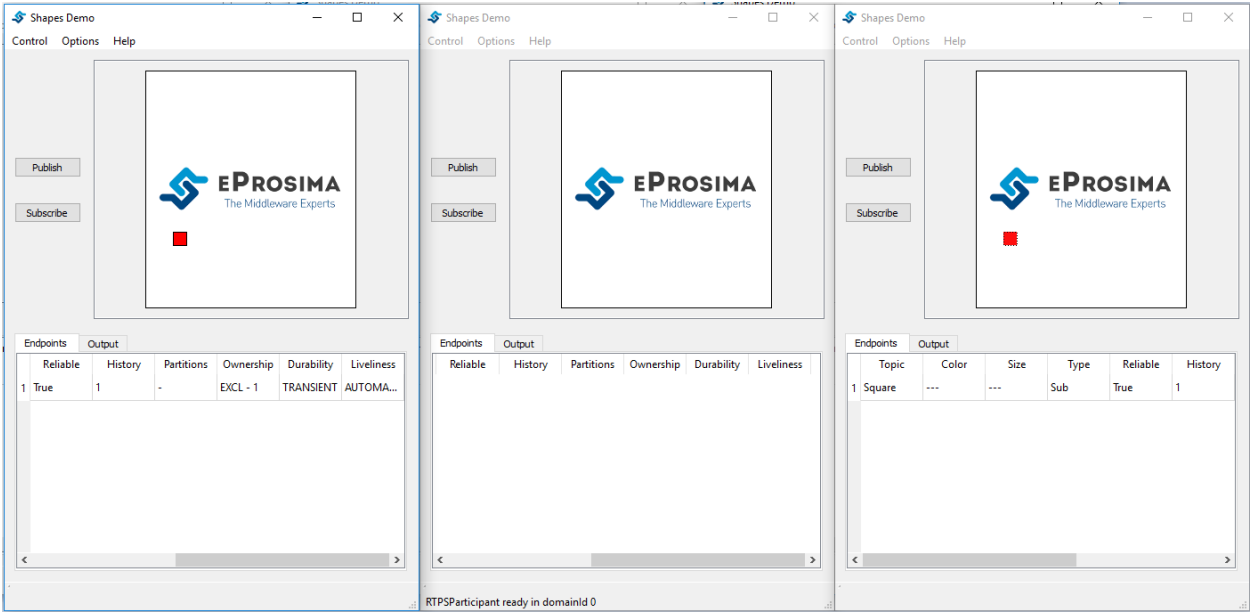 Shapes Demo
Control Options Help
Publish
Subscribe
EPROSIMA
The Middleware Experts
Endpoints Output
Reliable History Partitions Ownership Durability Liveliness
1 True 1 - EXCL - 1 TRANSIENT AUTOMA...
Shapes Demo
Control Options Help
Publish
Subscribe
EPROSIMA
The Middleware Experts
Endpoints Output
Reliable History Partitions Ownership Durability Liveliness
RTPSParticipant ready in domainId 0
Shapes Demo
Control Options Help
Publish
Subscribe
EPROSIMA
The Middleware Experts
Endpoints Output
Topic Color Size Type Reliable History
1 Square --- --- Sub True 1